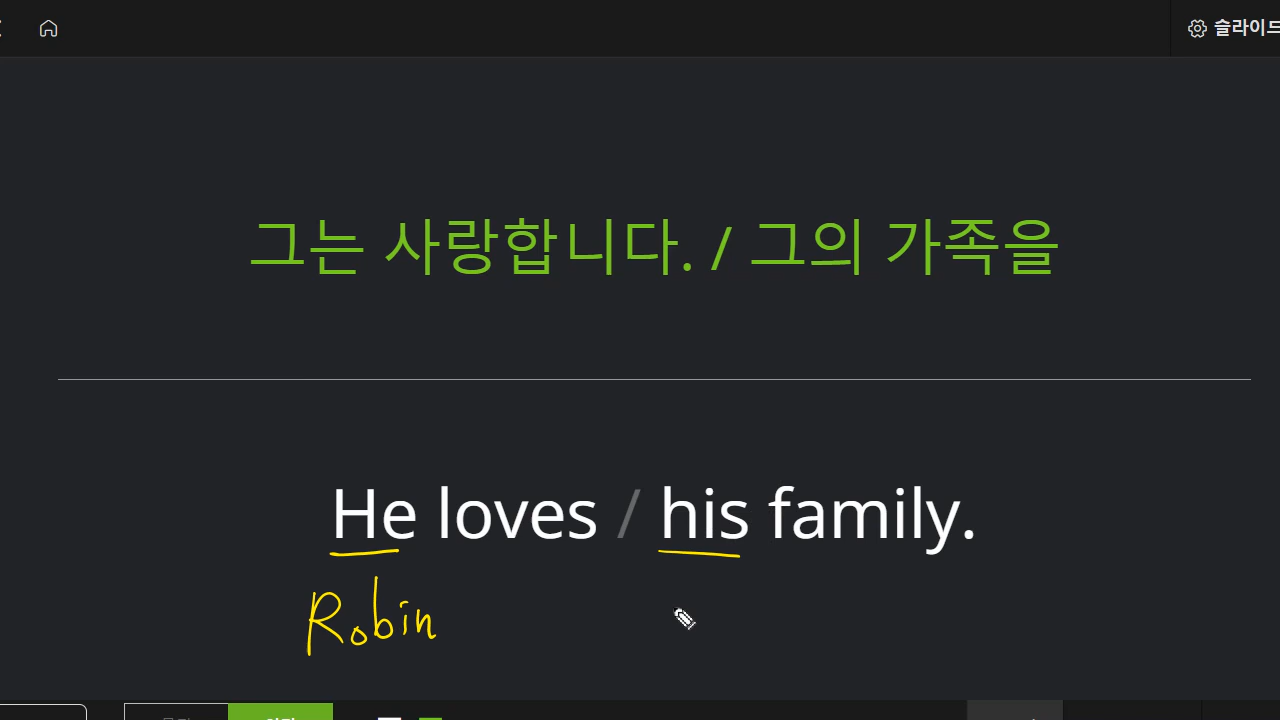 슬라이드
그는 사랑합니다. / 그의 가족을
He loves / his family.
Robin